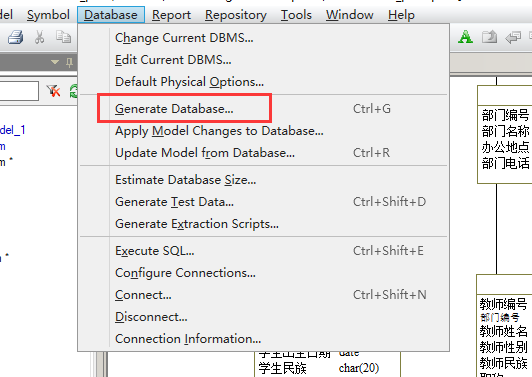 del Symbol Database Report Repository Tools Window Help
Change Current DBMS...
Edit Current DBMS...
Default Physical Options...
Generate Database... Ctrl+G
Apply Model Changes to Database...
Update Model from Database... Ctrl+R
Estimate Database Size...
Generate Test Data... Ctrl+Shift+D
Generate Extraction Scripts...
Execute SQL... Ctrl+Shift+E
Configure Connections...
Connect... Ctrl+Shift+N
Disconnect...
Connection Information...
del_1
m
m *
*
部门编号
部门名称
办公地点
部门电话
教师编号
部门编号
教师姓名
教师性别
教师民族
学生出生日期 date
学生民族 char(20)